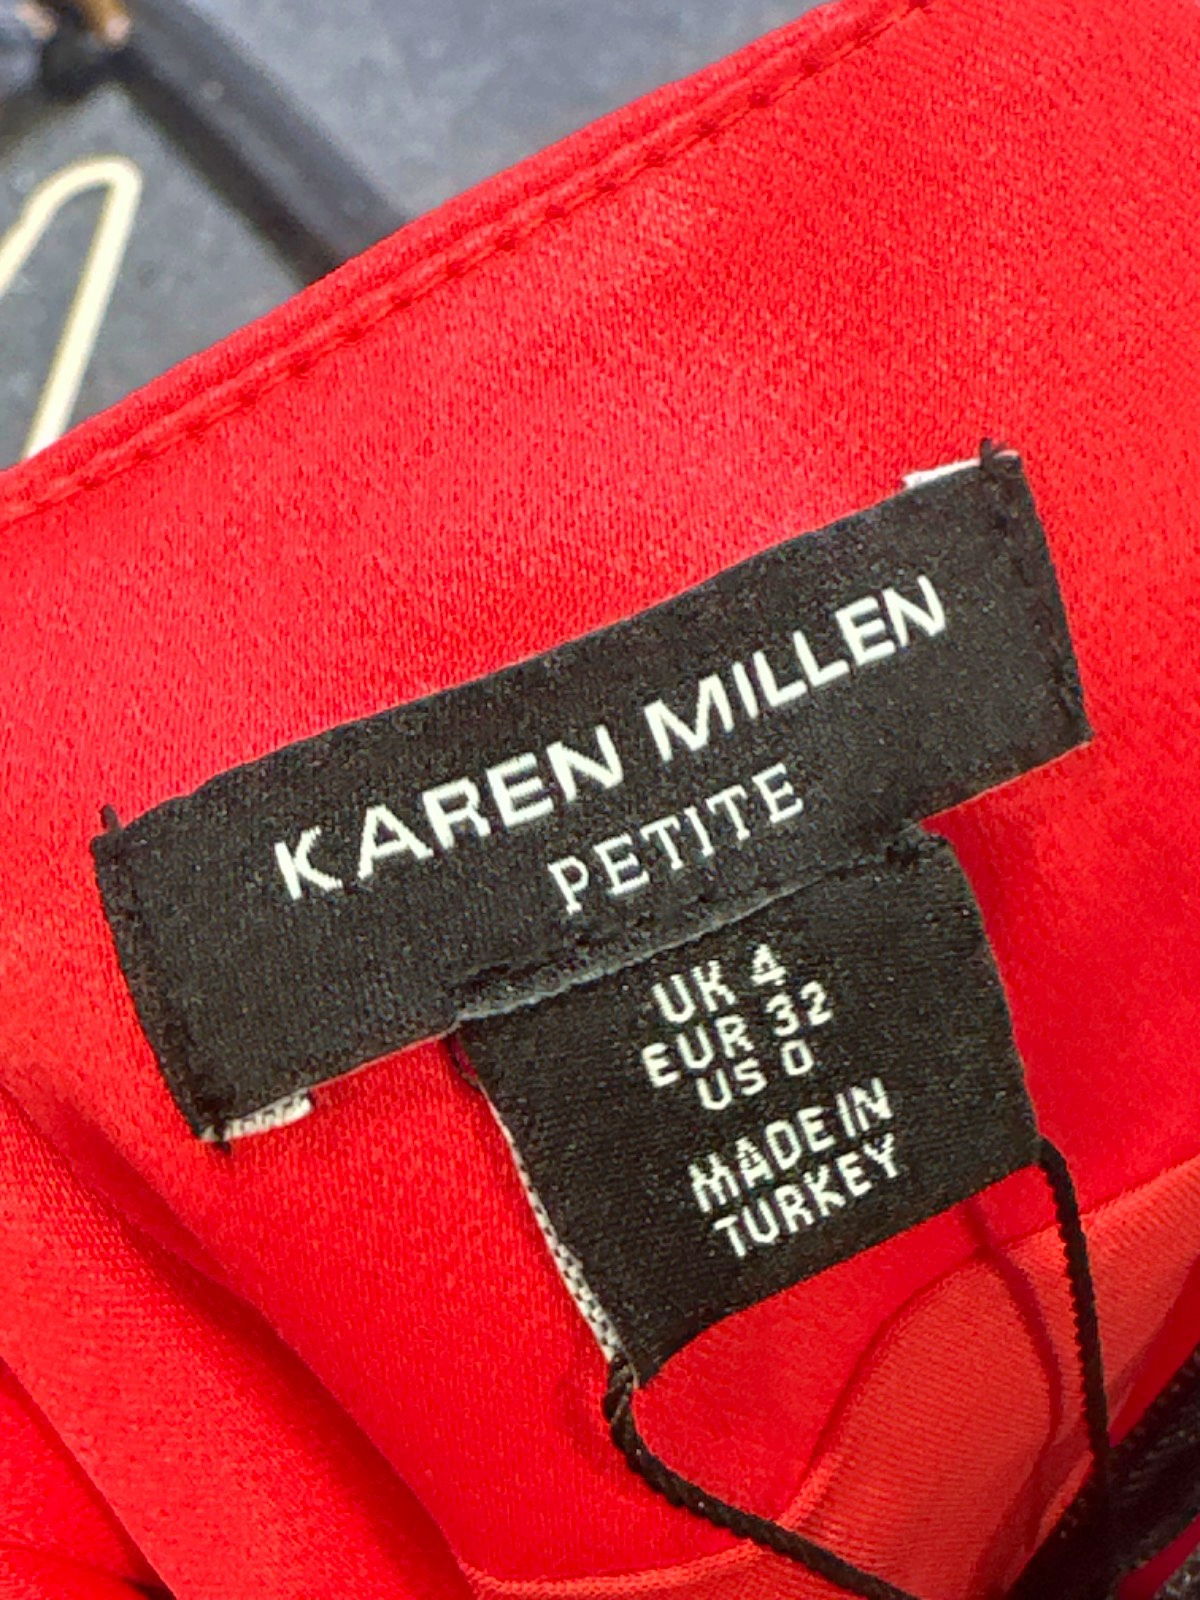 KAREN MILLEN
PETITE
UK 4
EUR 32
US 0
MADE IN
TURKEY